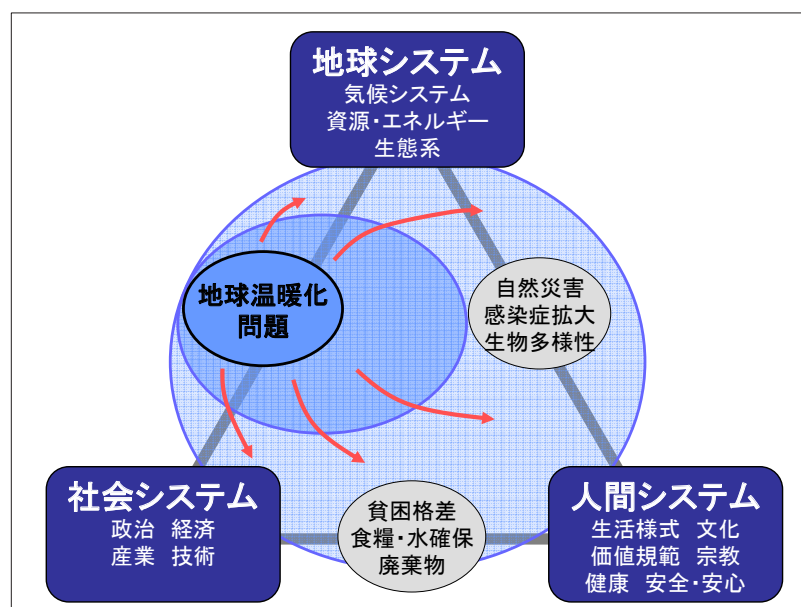 地球システム
気候システム
資源・エネルギー
生態系
地球温暖化
問題
自然災害
感染症拡大
生物多様性
社会システム
政治 経済
産業 技術
貧困格差
食糧・水確保
廃棄物
人間システム
生活様式 文化
価値規範 宗教
健康 安全・安心